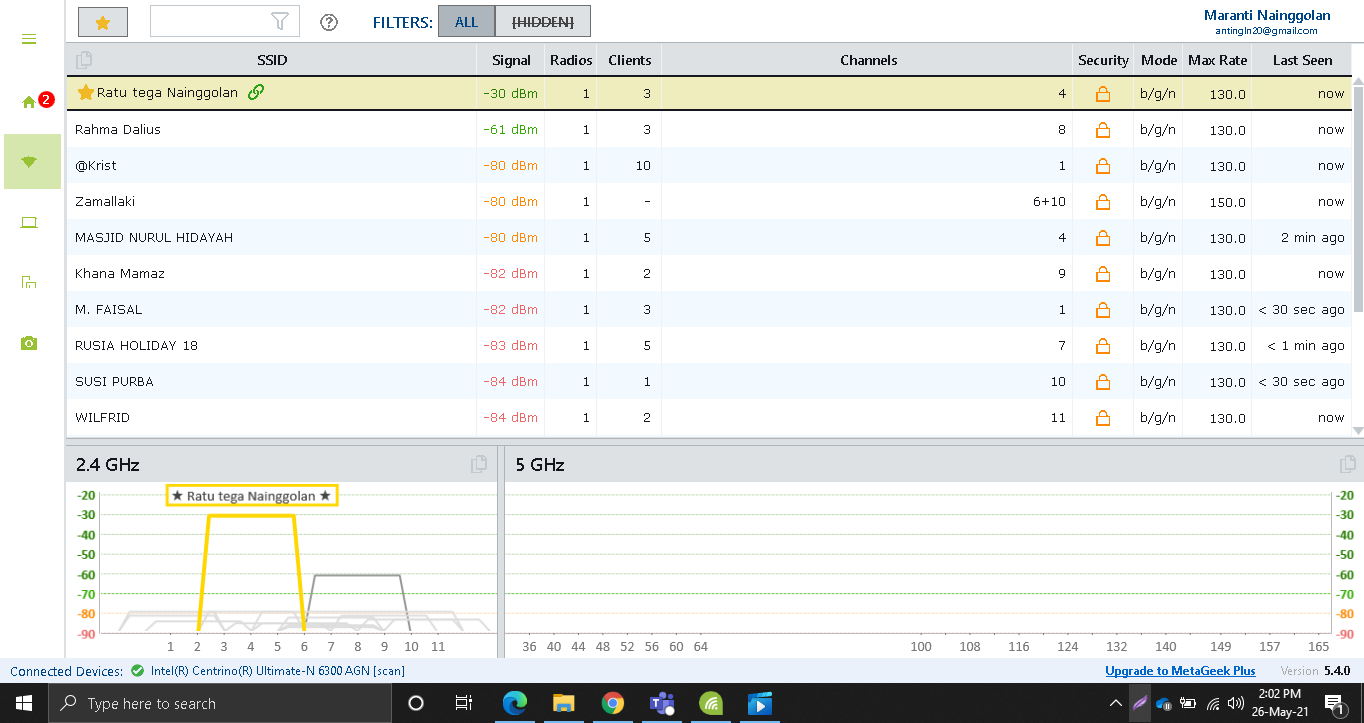 FILTERS: ALL [HIDDEN]
Maranti Nainggolan
antingln20@gmail.com
2
SSID Signal Radios Clients Channels Security Mode Max Rate Last Seen
Ratu tega Nainggolan -30 dBm 1 3 4 b/g/n 130.0 now
Rahma Dalius -61 dBm 1 3 8 b/g/n 130.0 now
@Krist -80 dBm 1 10 1 b/g/n 130.0 now
Zamallaki -80 dBm 1 - 6+10 b/g/n 150.0 now
MASJID NURUL HIDAYAH -80 dBm 1 5 4 b/g/n 130.0 2 min ago
Khana Mamaz -82 dBm 1 2 9 b/g/n 130.0 now
M. FAISAL -82 dBm 1 3 1 b/g/n 130.0 < 30 sec ago
RUSIA HOLIDAY 18 -83 dBm 1 5 7 b/g/n 130.0 < 1 min ago
SUSI PURBA -84 dBm 1 1 10 b/g/n 130.0 < 30 sec ago
WILFRID -84 dBm 1 2 11 b/g/n 130.0 now
2.4 GHz
★ Ratu tega Nainggolan ★
-20
-30
-40
-50
-60
-70
-80
-90
1 2 3 4 5 6 7 8 9 10 11
5 GHz
-20
-30
-40
-50
-60
-70
-80
-90
36 40 44 48 52 56 60 64 100 108 116 124 132 140 149 157 165
Connected Devices: Intel(R) Centrino(R) Ultimate-N 6300 AGN [scan] Upgrade to MetaGeek Plus Version 5.4.0
Type here to search
2:02 PM
26-May-21
1